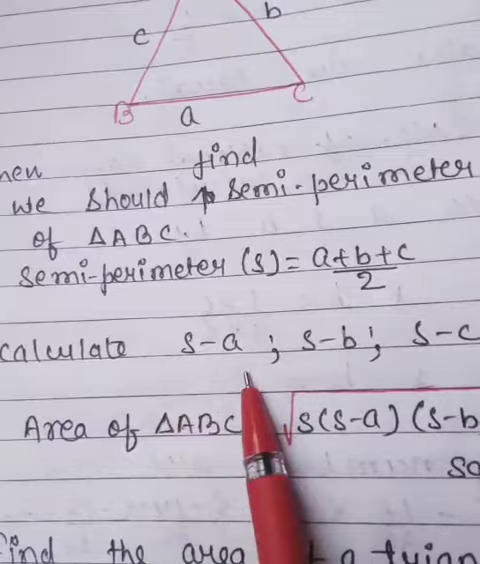 c
b
B
C
a
find
we should semi-perimeter
of ΔABC.
semi-perimeter (s) = a+b+c
2
calculate s-a ; s-b ; s-c
Area of ΔABC √s(s-a) (s-b
find the area